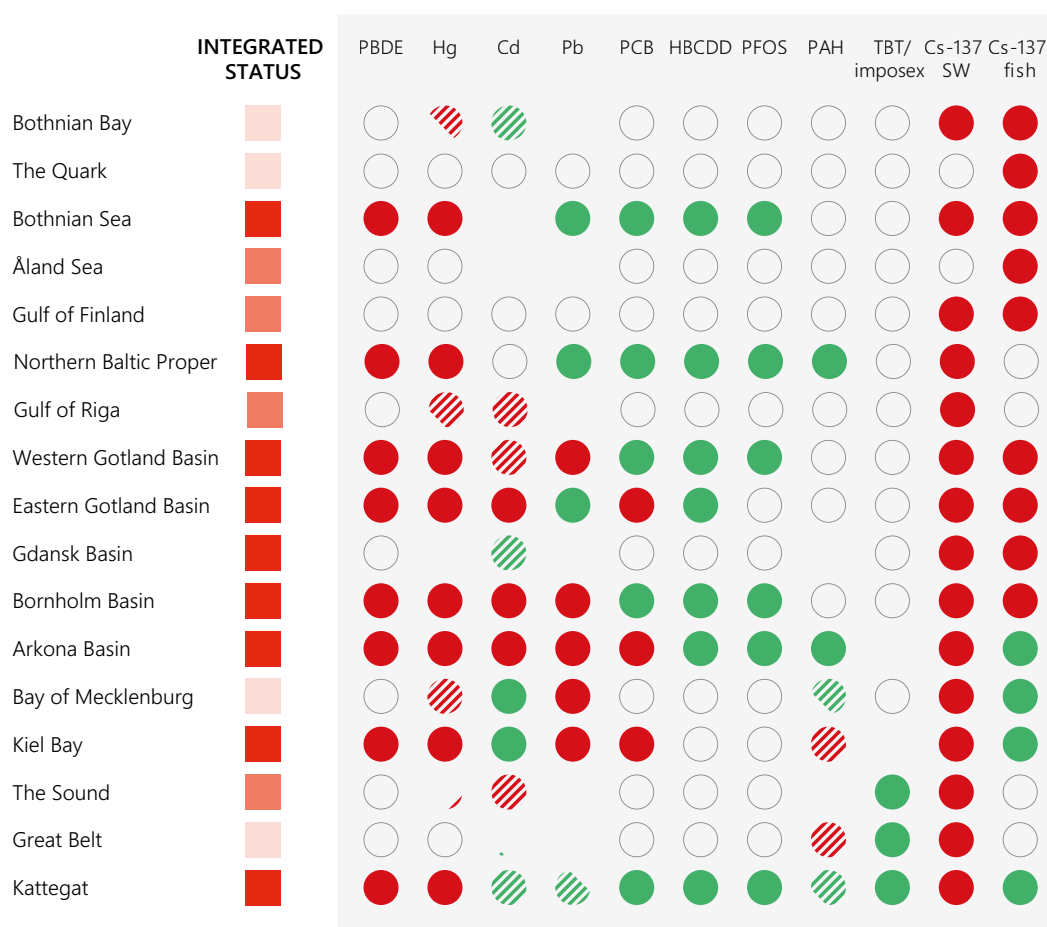 INTEGRATED STATUS PBDE Hg Cd Pb PCB HBCDD PFOS PAH TBT/ imposex Cs-137 SW Cs-137 fish
Bothnian Bay
The Quark
Bothnian Sea
Åland Sea
Gulf of Finland
Northern Baltic Proper
Gulf of Riga
Western Gotland Basin
Eastern Gotland Basin
Gdansk Basin
Bornholm Basin
Arkona Basin
Bay of Mecklenburg
Kiel Bay
The Sound
Great Belt
Kattegat